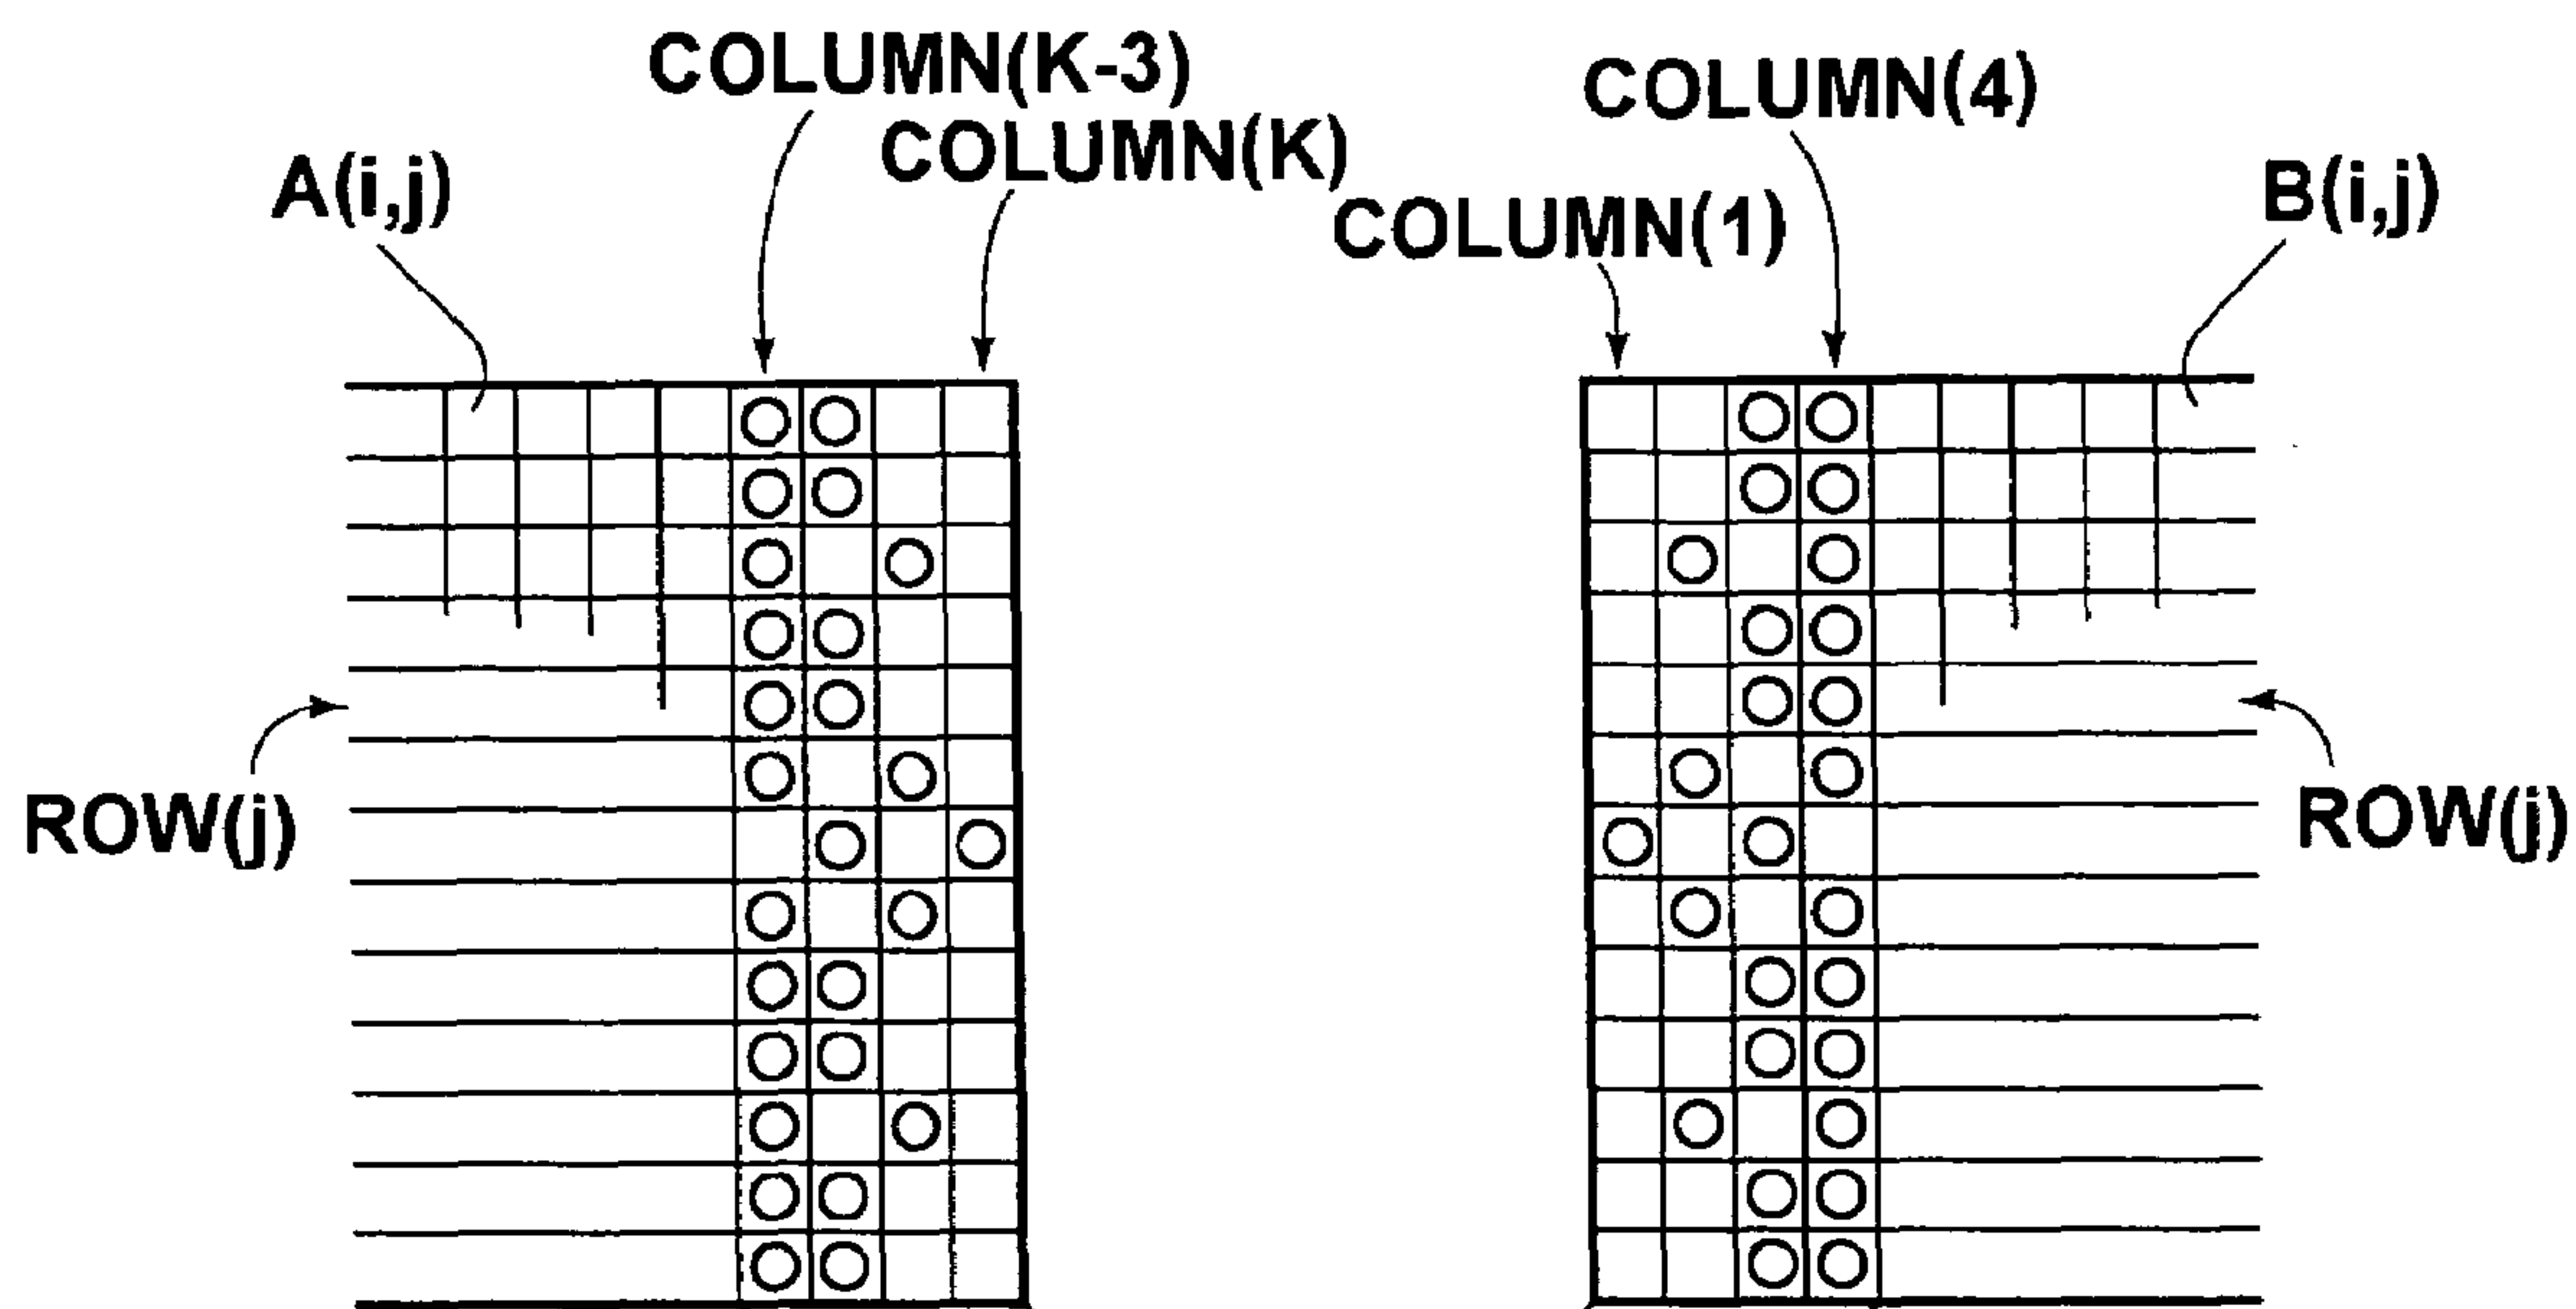 COLUMN(K-3)
COLUMN(4)
COLUMN(K)
A(i,j)
B(i,j)
COLUMN(1)
ROW(j)
ROW(j)